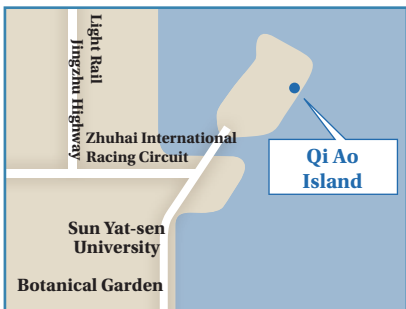 Light Rail
Jingzhu Highway
Zhuhai International
Racing Circuit
Qi Ao
Island
Sun Yat-sen
University
Botanical Garden